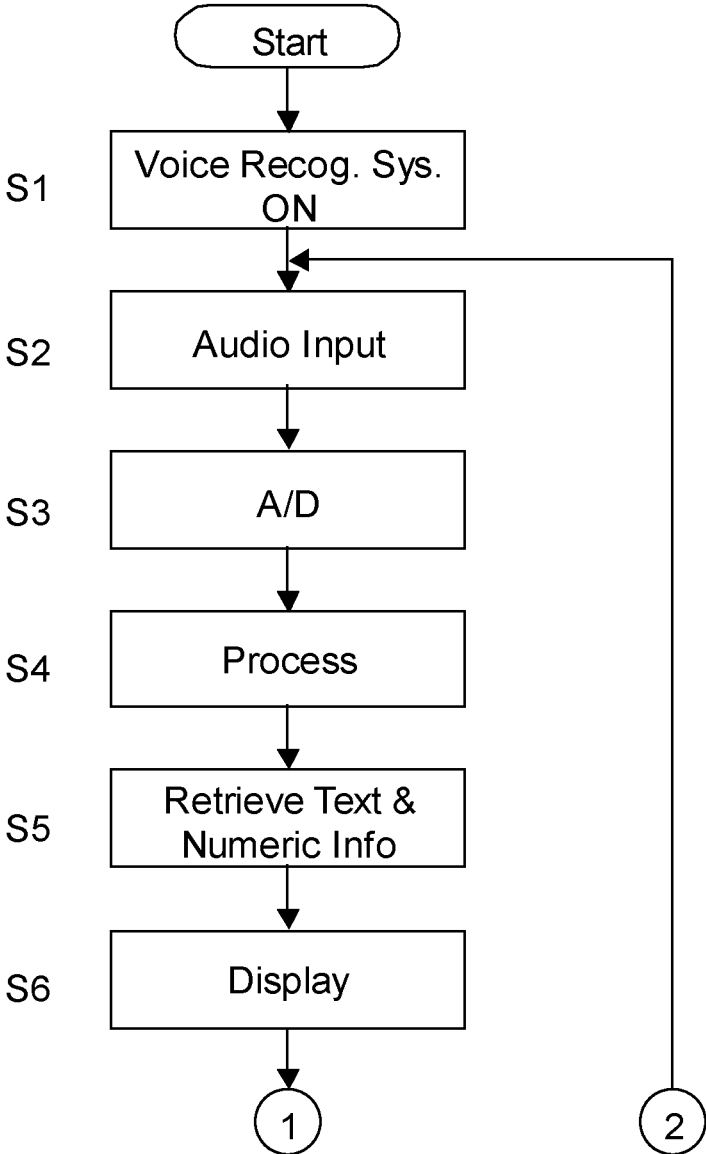 Start
S1
Voice Recog. Sys.
ON
S2
Audio Input
S3
A/D
S4
Process
S5
Retrieve Text &
Numeric Info
S6
Display
1
2